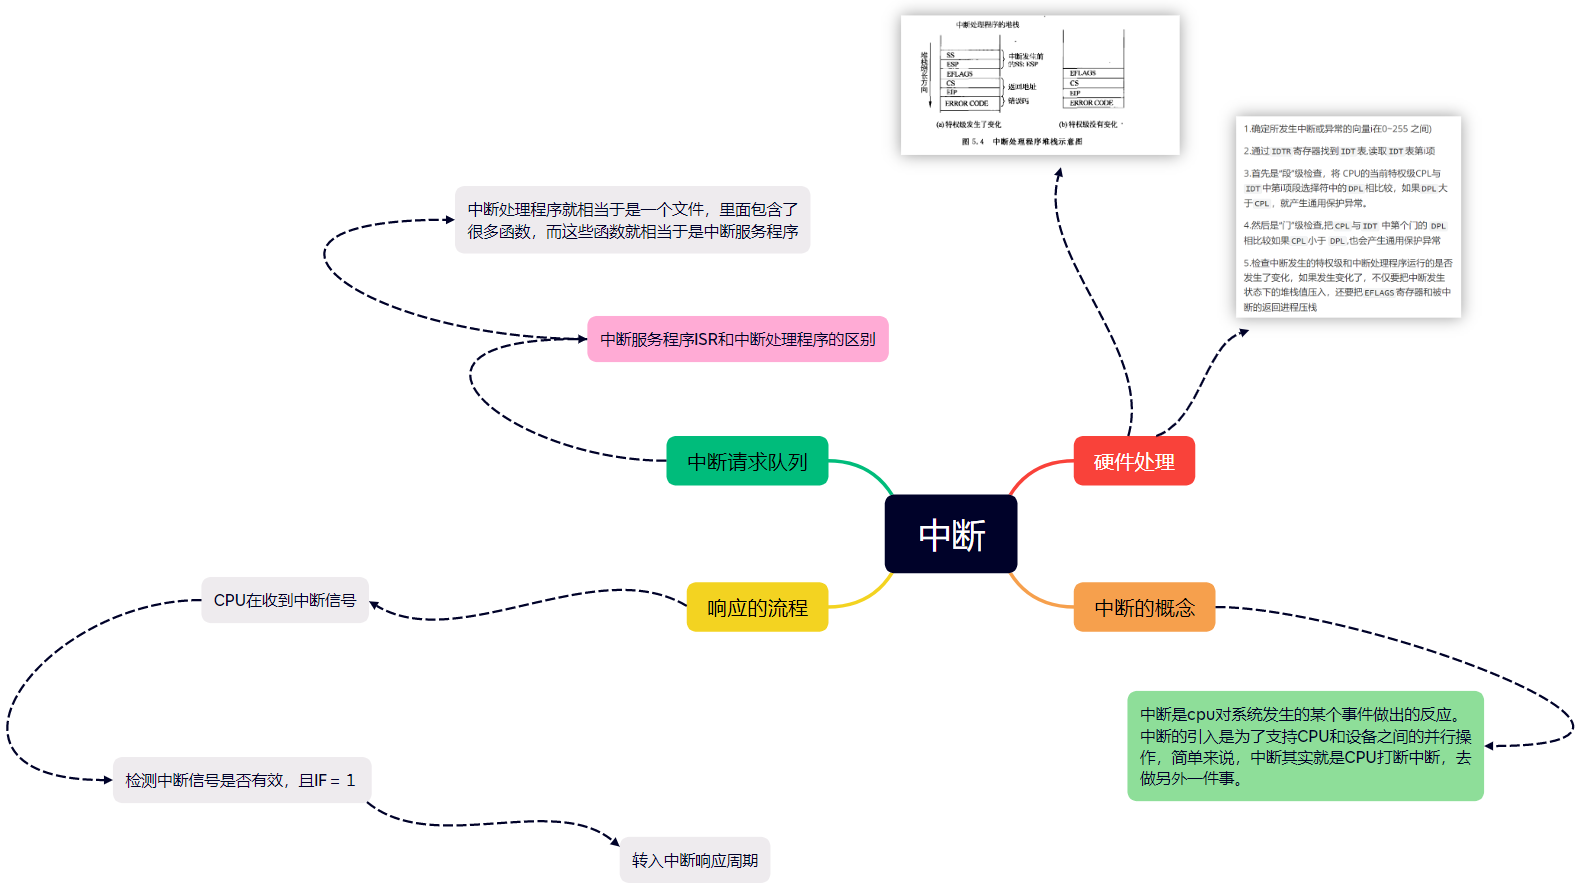 中断处理程序的堆栈
堆栈增长方向
SS
ESP
EFLAGS
CS
EIP
ERROR CODE
中断发生前
的SS: ESP
返回地址
错误码
EFLAGS
CS
EIP
ERROR CODE
(a) 特权级发生了变化
(b) 特权级没有变化
图 5.4 中断处理程序堆栈示意图
1.确定所发生中断或异常的向量i在0~255 之间)
2.通过 IDTR 寄存器找到 IDT 表,读取 IDT 表第i项
3.首先是“段”级检查，将 CPU的当前特权级CPL与
IDT 中第i项段选择符中的 DPL 相比较，如果 DPL 大
于 CPL ，就产生通用保护异常。
4.然后是“门”级检查,把 CPL 与 IDT 中第个门的 DPL
相比较如果 CPL 小于 DPL ,也会产生通用保护异常
5.检查中断发生的特权级和中断处理程序运行的是否
发生了变化，如果发生变化了，不仅要把中断发生
状态下的堆栈值压入，还要把 EFLAGS 寄存器和被中
断的返回进程压栈
中断处理程序就相当于是一个文件，里面包含了
很多函数，而这些函数就相当于是中断服务程序
中断服务程序ISR和中断处理程序的区别
中断请求队列
硬件处理
中断
响应的流程
中断的概念
CPU在收到中断信号
检测中断信号是否有效，且IF = 1
转入中断响应周期
中断是cpu对系统发生的某个事件做出的反应。
中断的引入是为了支持CPU和设备之间的并行操
作，简单来说，中断其实就是CPU打断中断，去
做另外一件事。